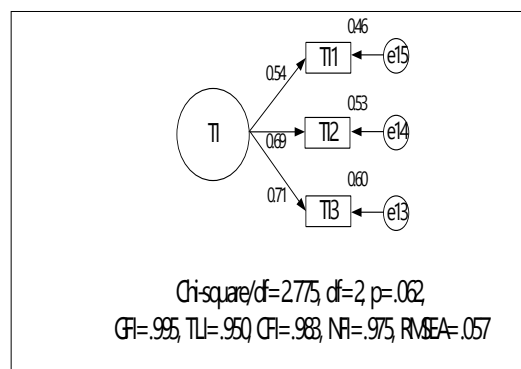 0.46
TI1
e15
0.54
0.53
TI
0.69
TI2
e14
0.60
0.71
TI3
e13
Chi-square/df=2.775, df=2, p=.062,
GFI=.995, TLI=.950, CFI=.983, NFI=.975, RMSEA=.057